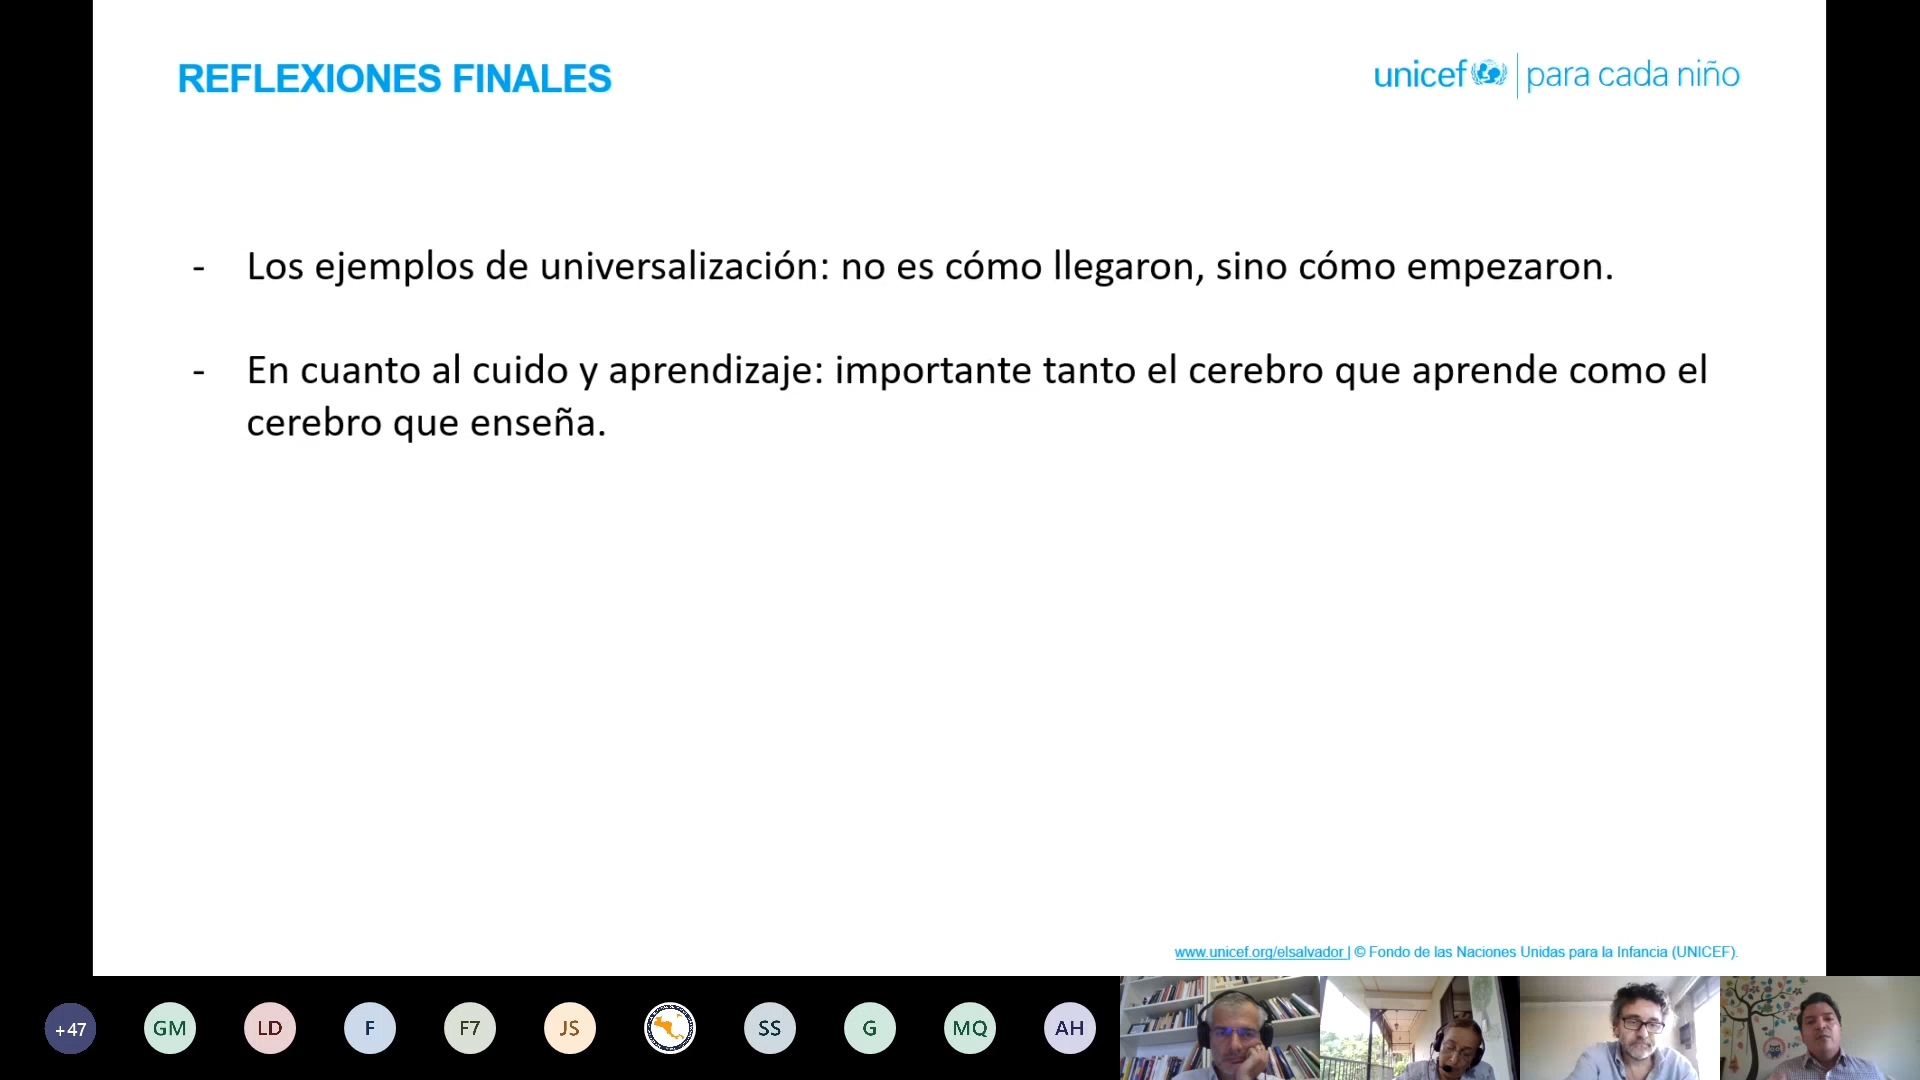 REFLEXIONES FINALES
unicef para cada niño
- Los ejemplos de universalización: no es cómo llegaron, sino cómo empezaron.
- En cuanto al cuido y aprendizaje: importante tanto el cerebro que aprende como el
cerebro que enseña.
www.unicef.org/elsalvador | © Fondo de las Naciones Unidas para la Infancia (UNICEF).
+47 GM LD F F7 JS SS G MQ AH